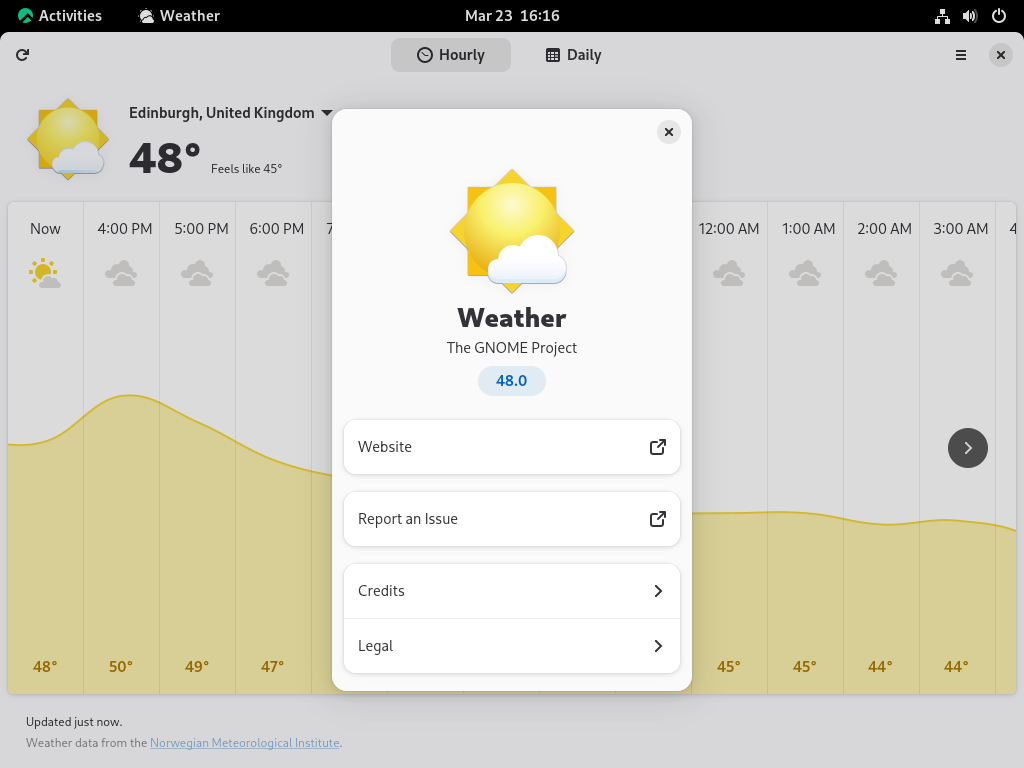 Activities
Weather
Mar 23 16:16
Hourly
Daily
Edinburgh, United Kingdom
48°
Feels like 45°
Now
4:00 PM
5:00 PM
6:00 PM
7
12:00 AM
1:00 AM
2:00 AM
3:00 AM
4
48°
50°
49°
47°
45°
45°
44°
44°
Weather
The GNOME Project
48.0
Website
Report an Issue
Credits
Legal
Updated just now.
Weather data from the Norwegian Meteorological Institute.